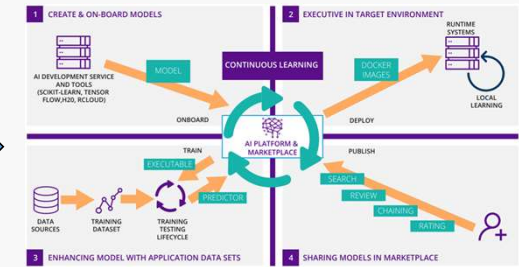 1 CREATE & ON-BOARD MODELS
AI DEVELOPMENT SERVICE
AND TOOLS
(SCIKIT-LEARN, TENSOR
FLOW,H20, RCLOUD)
MODEL
ONBOARD
CONTINUOUS LEARNING
2 EXECUTIVE IN TARGET ENVIRONMENT
RUNTIME
SYSTEMS
DOCKER
IMAGES
LOCAL
LEARNING
DEPLOY
AI PLATFORM &
MARKETPLACE
TRAIN
EXECUTABLE
PREDICTOR
DATA
SOURCES
TRAINING
DATASET
TRAINING
TESTING
LIFECYCLE
3 ENHANCING MODEL WITH APPLICATION DATA SETS
PUBLISH
SEARCH
REVIEW
CHAINING
RATING
4 SHARING MODELS IN MARKETPLACE